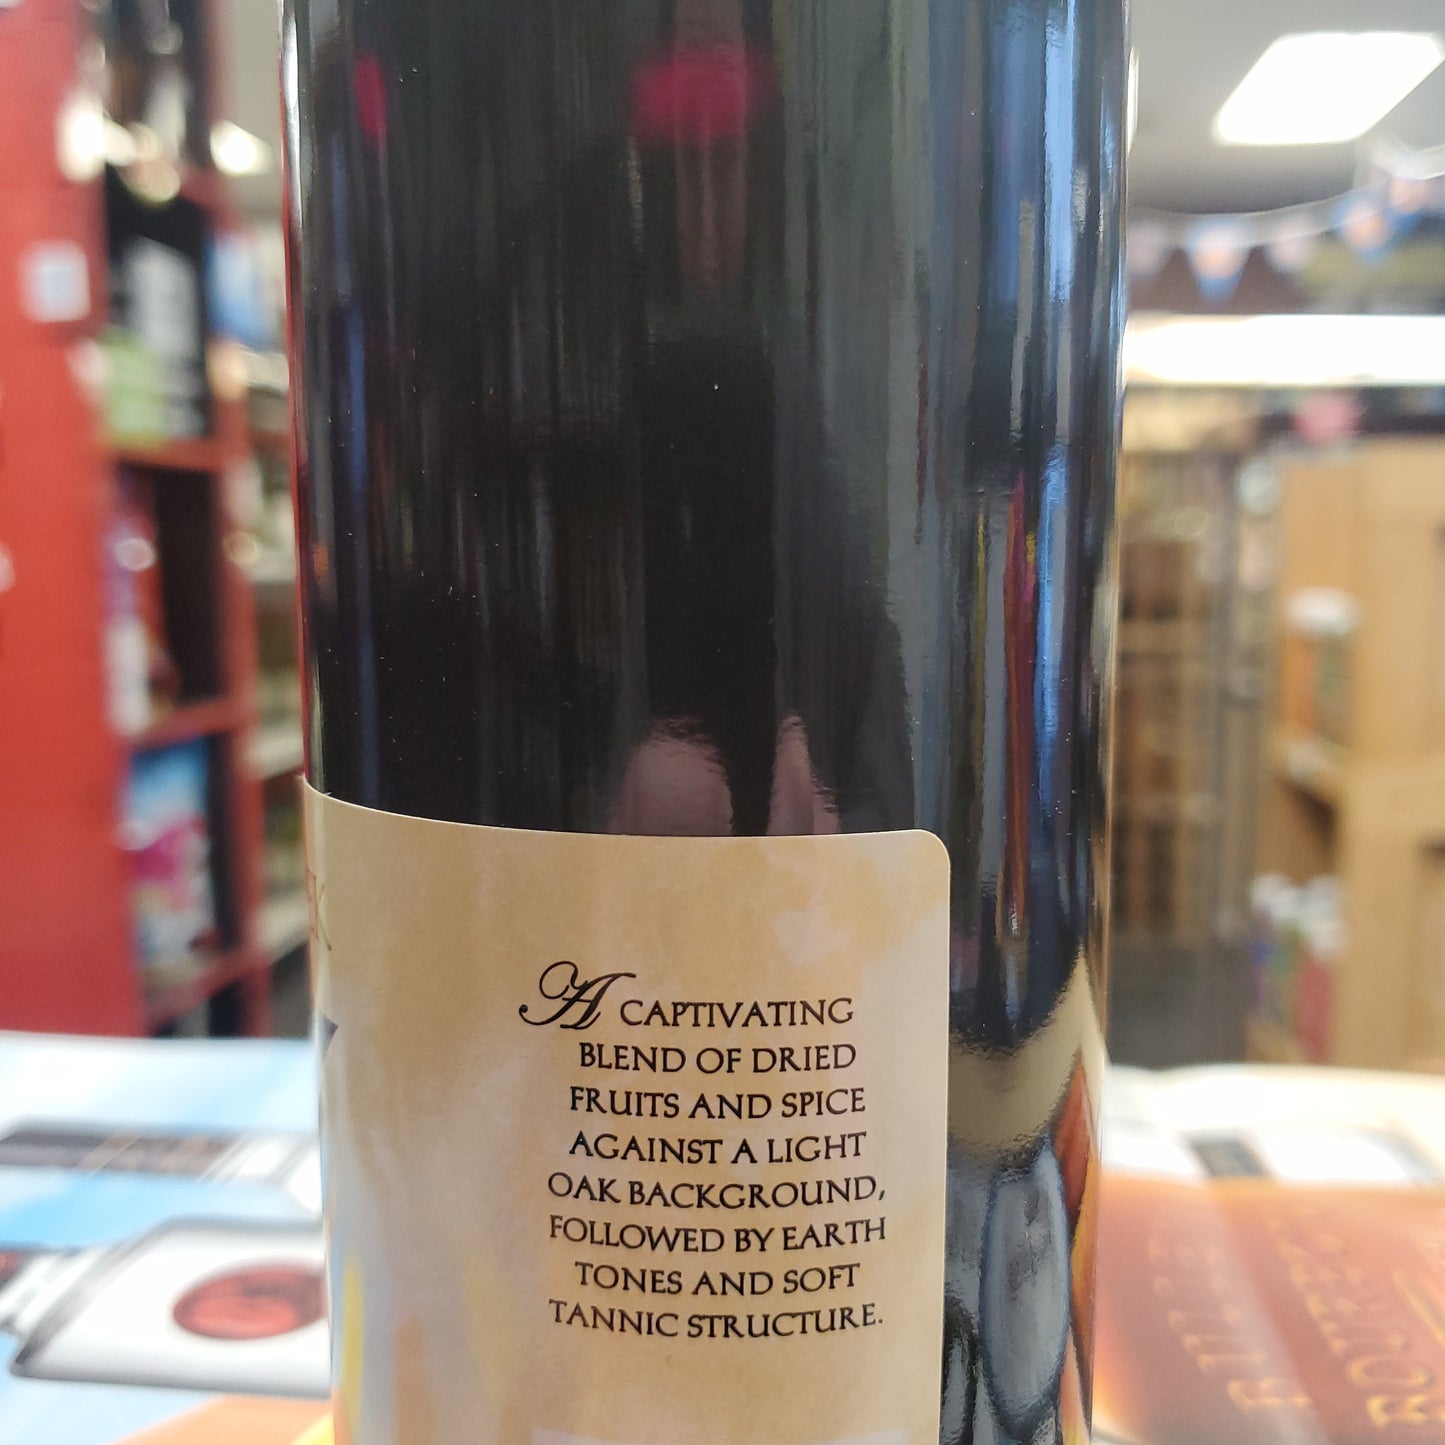 A CAPTIVATING
BLEND OF DRIED
FRUITS AND SPICE
AGAINST A LIGHT
OAK BACKGROUND,
FOLLOWED BY EARTH
TONES AND SOFT
TANNIC STRUCTURE.